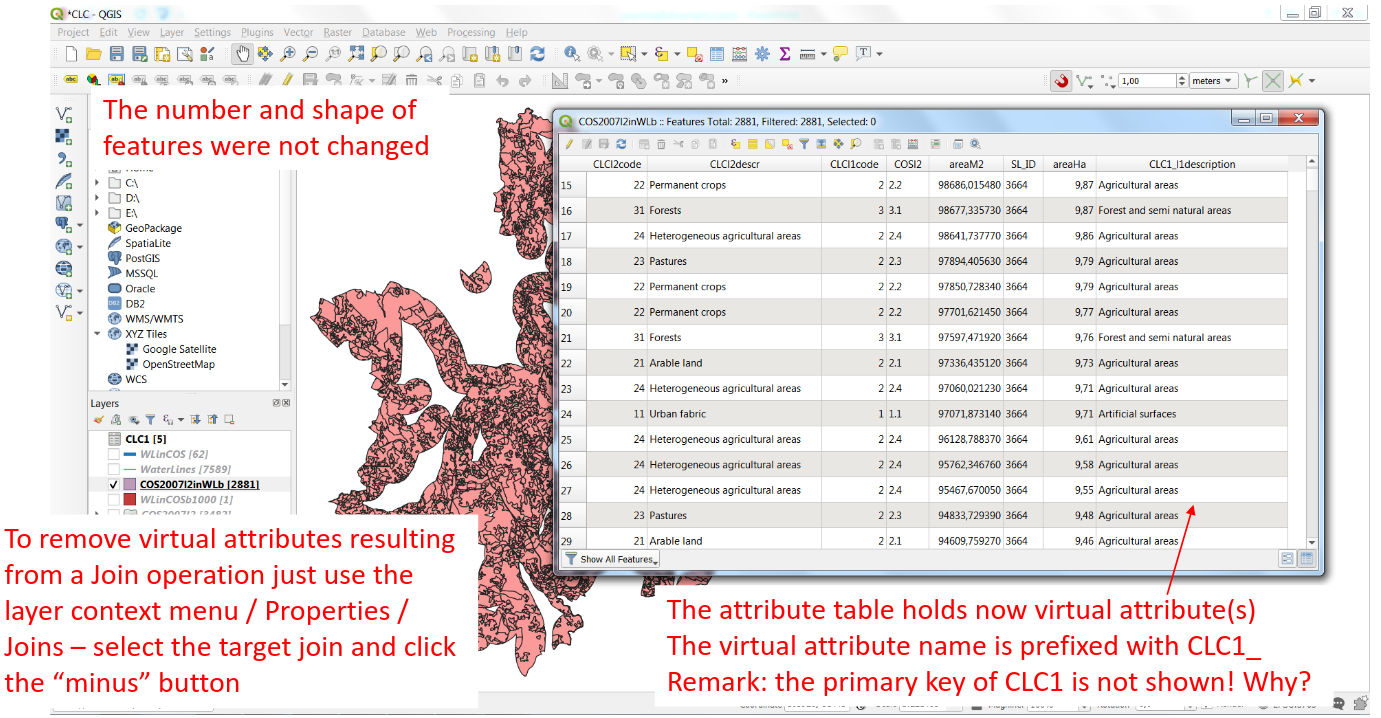 *CLC - QGIS
Project Edit View Layer Settings Plugins Vector Raster Database Web Processing Help
1,00 meters
The number and shape of
features were not changed
C:\
D:\
E:\
GeoPackage
SpatiaLite
PostGIS
MSSQL
Oracle
DB2
WMS/WMTS
XYZ Tiles
Google Satellite
OpenStreetMap
WCS
Layers
CLC1 [5]
WLinCOS [62]
WaterLines [7589]
COS2007l2inWLb [2881]
WLinCOSb1000 [1]
COS2007l2inWLb :: Features Total: 2881, Filtered: 2881, Selected: 0
CLCl2code CLCl2descr CLCl1code COSl2 areaM2 SL_ID areaHa CLC1_l1description
15 22 Permanent crops 2 2.2 98686,015480 3664 9,87 Agricultural areas
16 31 Forests 3 3.1 98677,335730 3664 9,87 Forest and semi natural areas
17 24 Heterogeneous agricultural areas 2 2.4 98641,737770 3664 9,86 Agricultural areas
18 23 Pastures 2 2.3 97894,405630 3664 9,79 Agricultural areas
19 22 Permanent crops 2 2.2 97850,728340 3664 9,79 Agricultural areas
20 22 Permanent crops 2 2.2 97701,621450 3664 9,77 Agricultural areas
21 31 Forests 3 3.1 97597,471920 3664 9,76 Forest and semi natural areas
22 21 Arable land 2 2.1 97336,435120 3664 9,73 Agricultural areas
23 24 Heterogeneous agricultural areas 2 2.4 97060,021230 3664 9,71 Agricultural areas
24 11 Urban fabric 1 1.1 97071,873140 3664 9,71 Artificial surfaces
25 24 Heterogeneous agricultural areas 2 2.4 96128,788370 3664 9,61 Agricultural areas
26 24 Heterogeneous agricultural areas 2 2.4 95762,346760 3664 9,58 Agricultural areas
27 24 Heterogeneous agricultural areas 2 2.4 95467,670050 3664 9,55 Agricultural areas
28 23 Pastures 2 2.3 94833,729390 3664 9,48 Agricultural areas
29 21 Arable land 2 2.1 94609,759270 3664 9,46 Agricultural areas
Show All Features
To remove virtual attributes resulting
from a Join operation just use the
layer context menu / Properties /
Joins – select the target join and click
the “minus” button
The attribute table holds now virtual attribute(s)
The virtual attribute name is prefixed with CLC1_
Remark: the primary key of CLC1 is not shown! Why?